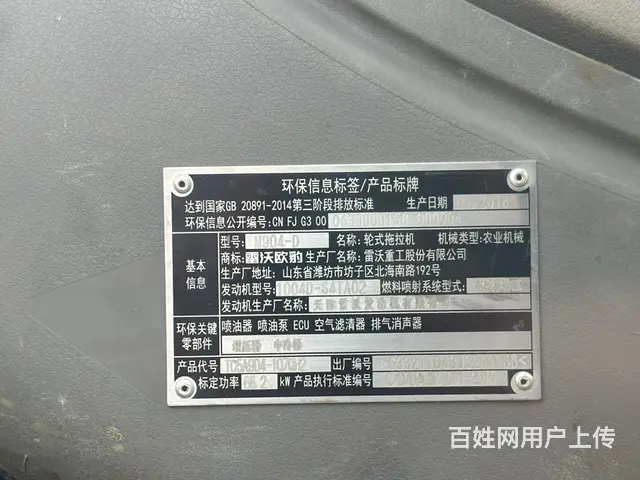 环保信息标签/产品标牌
达到国家GB 20891-2014第三阶段排放标准 生产日期
环保信息公开编号:CN FJ G3 00
基本信息
型号: M904-D 名称: 轮式拖拉机 机械类型: 农业机械
商标: 沃欧豹 生产厂: 雷沃重工股份有限公司
生产厂地址: 山东省潍坊市坊子区北海南路192号
发动机型号: 燃料喷射系统型式:
发动机生产厂名称:
环保关键零部件
喷油器 喷油泵 ECU 空气滤清器 排气消声器
增压器 中冷器
产品代号 出厂编号
标定功率 66.2 kW 产品执行标准编号
百姓网用户上传